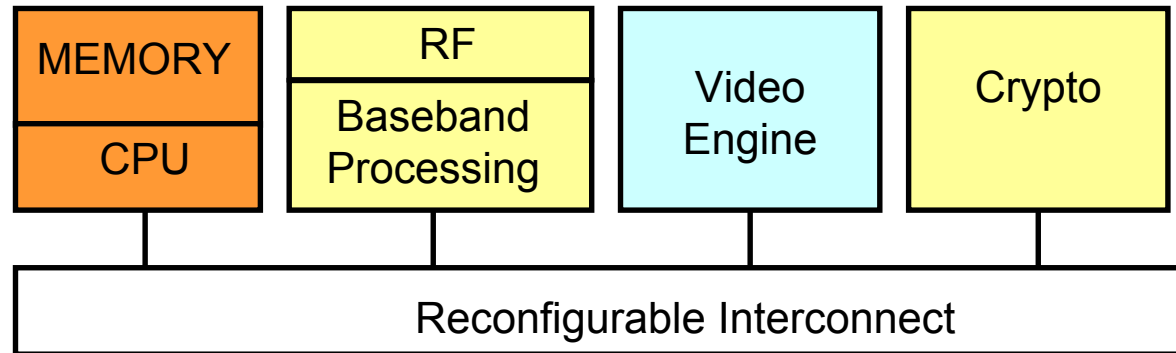 MEMORY
CPU
RF
Baseband
Processing
Video
Engine
Crypto
Reconfigurable Interconnect